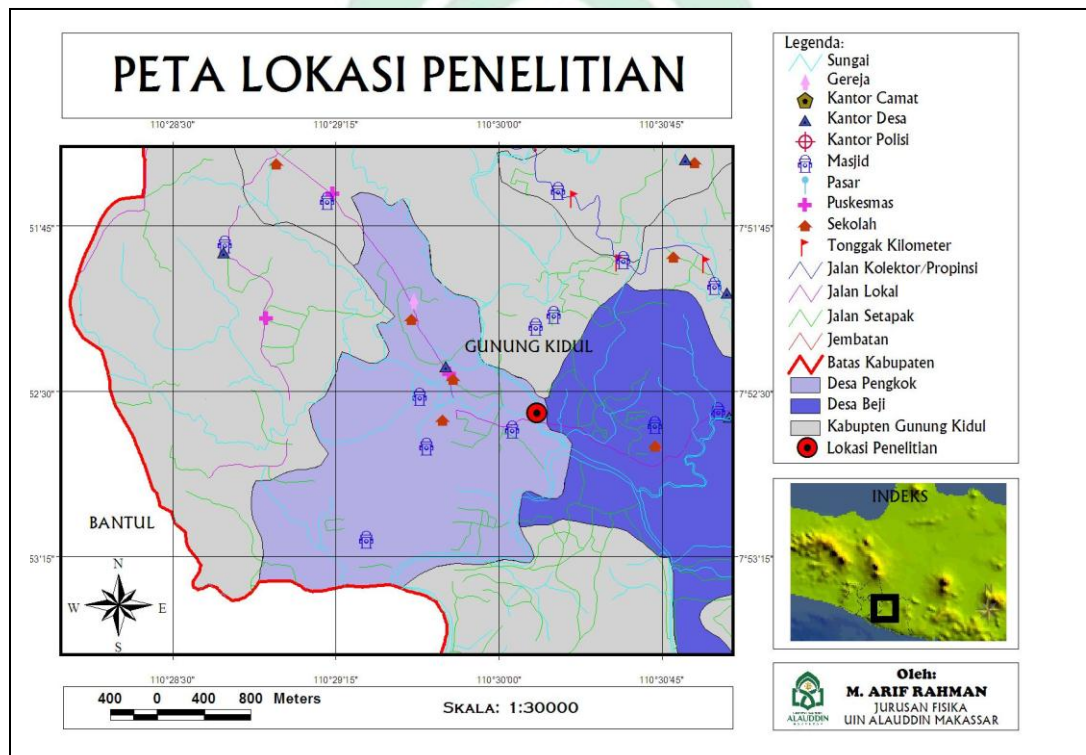 PETA LOKASI PENELITIAN
110°28'30" 110°29'15" 110°30'00" 110°30'45"
51'45" 7°51'45"
GUNUNG KIDUL
52'30" 7°52'30"
BANTUL
53'15" 7°53'15"
N
W E
S
110°28'30" 110°29'15" 110°30'00" 110°30'45"
400 0 400 800 Meters
SKALA: 1:30000
Legenda:
Sungai
Gereja
Kantor Camat
Kantor Desa
Kantor Polisi
Masjid
Pasar
Puskesmas
Sekolah
Tonggak Kilometer
Jalan Kolektor/Propinsi
Jalan Lokal
Jalan Setapak
Jembatan
Batas Kabupaten
Desa Pengkok
Desa Beji
Kabupten Gunung Kidul
Lokasi Penelitian
INDEKS
ALAUDDIN
Oleh:
M. ARIF RAHMAN
JURUSAN FISIKA
UIN ALAUDDIN MAKASSAR